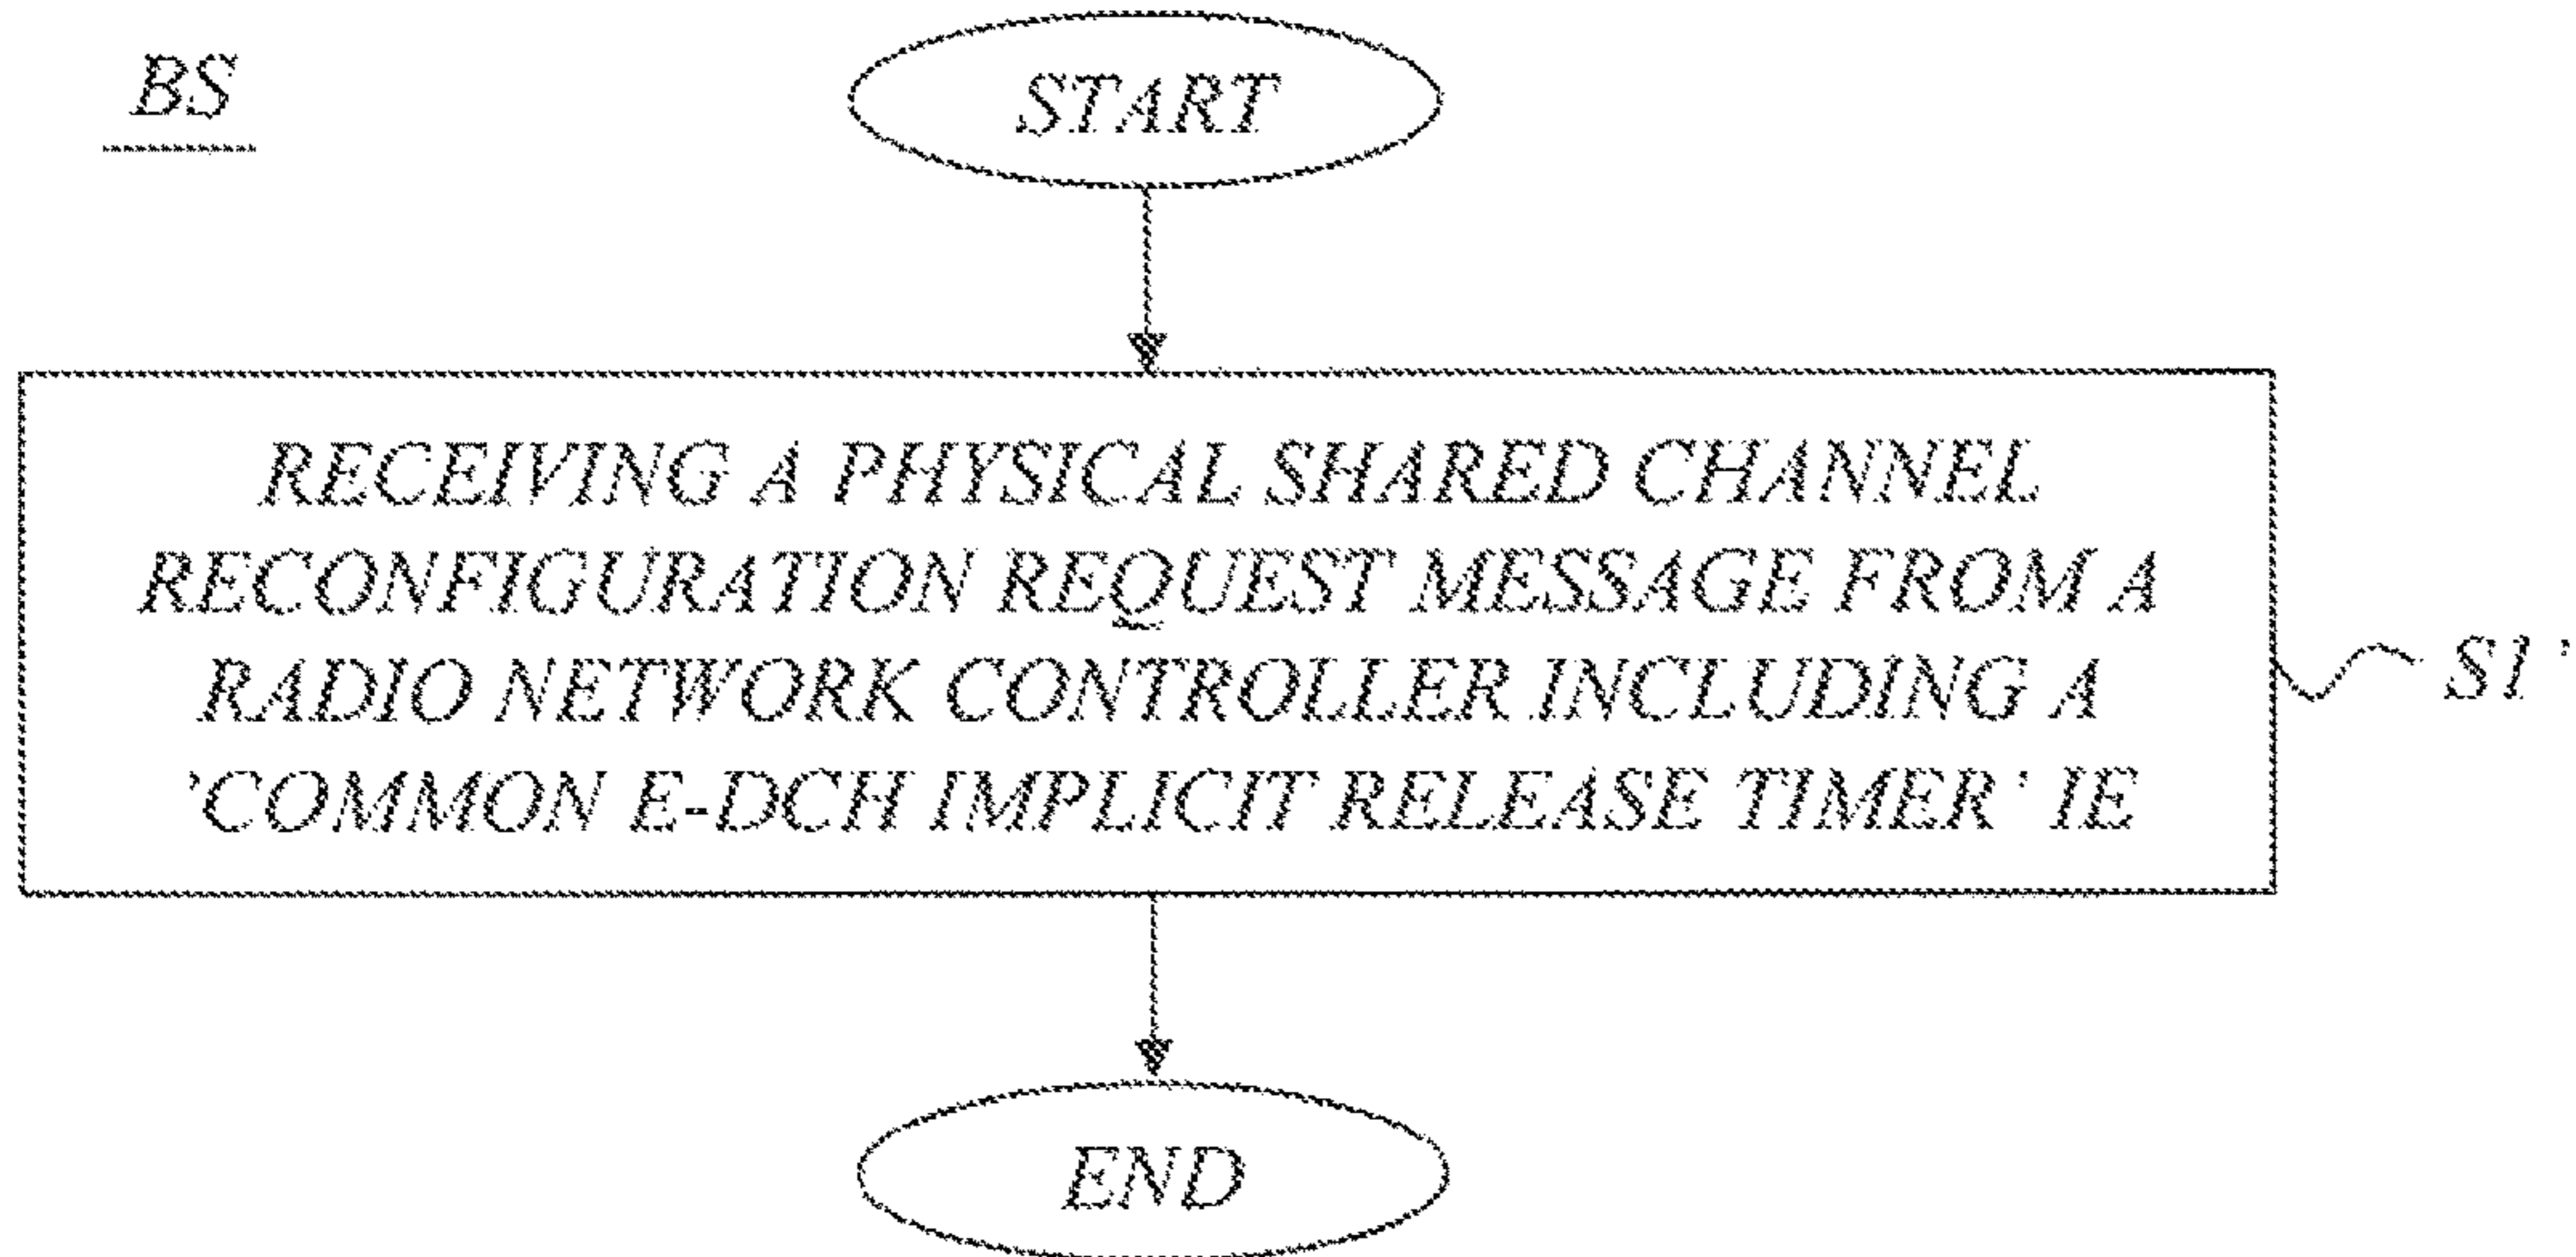 BS
START
RECEIVING A PHYSICAL SHARED CHANNEL
RECONFIGURATION REQUEST MESSAGE FROM A
RADIO NETWORK CONTROLLER INCLUDING A
'COMMON E-DCH IMPLICIT RELEASE TIMER' IE
S1'
END